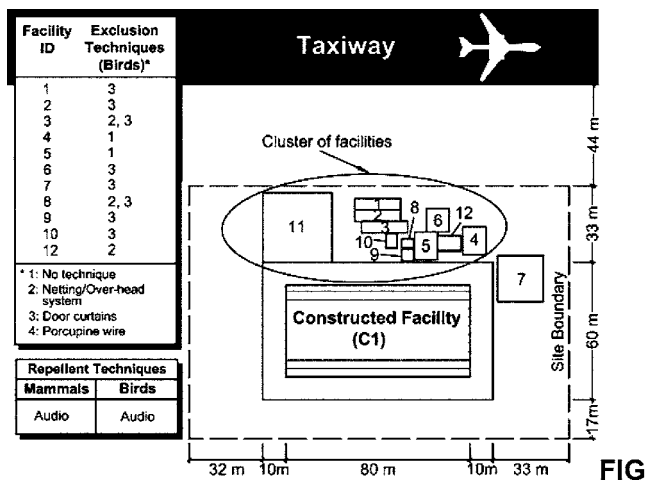 Facility ID Exclusion Techniques (Birds)*
1 3
2 3
3 2, 3
4 1
5 1
6 3
7 3
8 2, 3
9 3
10 3
12 2
* 1: No technique
2: Netting/Over-head
system
3: Door curtains
4: Porcupine wire
Repellent Techniques
Mammals Birds
Audio Audio
Taxiway
Cluster of facilities
11
1
2
3
10
8
9
5
6
12
4
7
Constructed Facility
(C1)
Site Boundary
44 m
33 m
60 m
17m
32 m 10m 80 m 10m 33 m
FIG